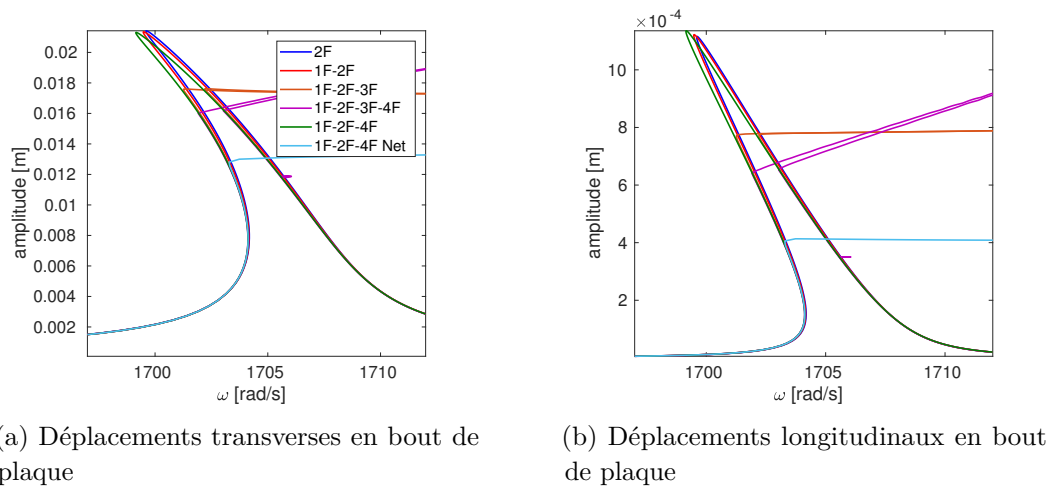 0.02
0.018
0.016
0.014
0.012
0.01
0.008
0.006
0.004
0.002
amplitude [m]
1700
1705
1710
ω [rad/s]
2F
1F-2F
1F-2F-3F
1F-2F-3F-4F
1F-2F-4F
1F-2F-4F Net
×10 -4
10
8
6
4
2
amplitude [m]
1700
1705
1710
ω [rad/s]
(a) Déplacements transverses en bout de
plaque
(b) Déplacements longitudinaux en bout
de plaque